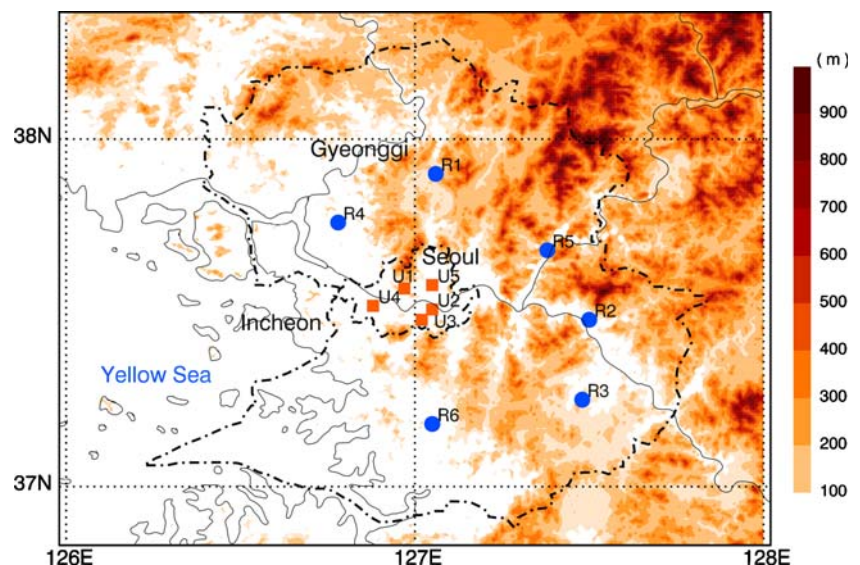 ( m )
900
800
700
600
500
400
300
200
100
38N
37N
126E
127E
128E
Gyeonggi
R1
R4
Seoul
R5
U1
U5
U4
U2
U3
Incheon
R2
Yellow Sea
R3
R6